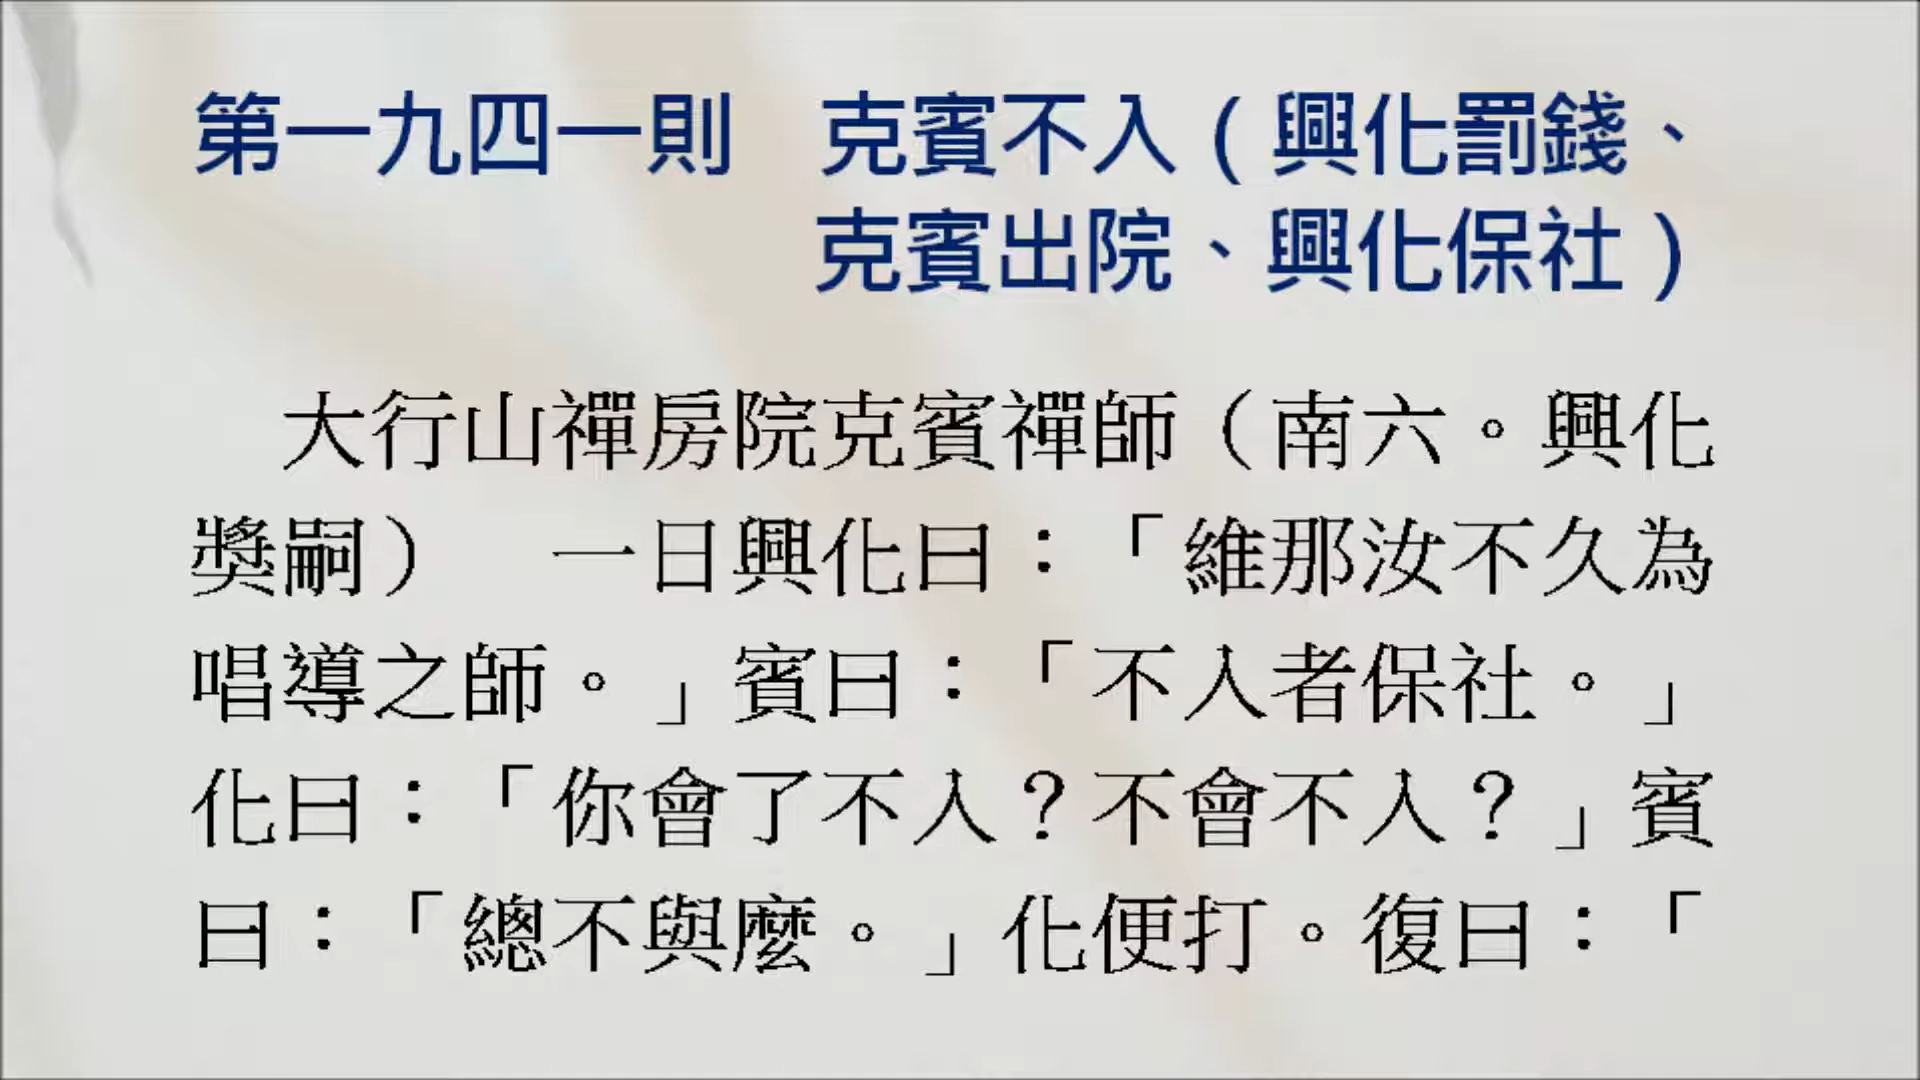 第一九四一則　克賓不入（興化罰錢、
克賓出院、興化保社）
大行山禪房院克賓禪師（南六。興化
獎嗣）　一日興化曰：「維那汝不久為
唱導之師。」賓曰：「不入者保社。」
化曰：「你會了不入？不會不入？」賓
曰：「總不與麼。」化便打。復曰：「